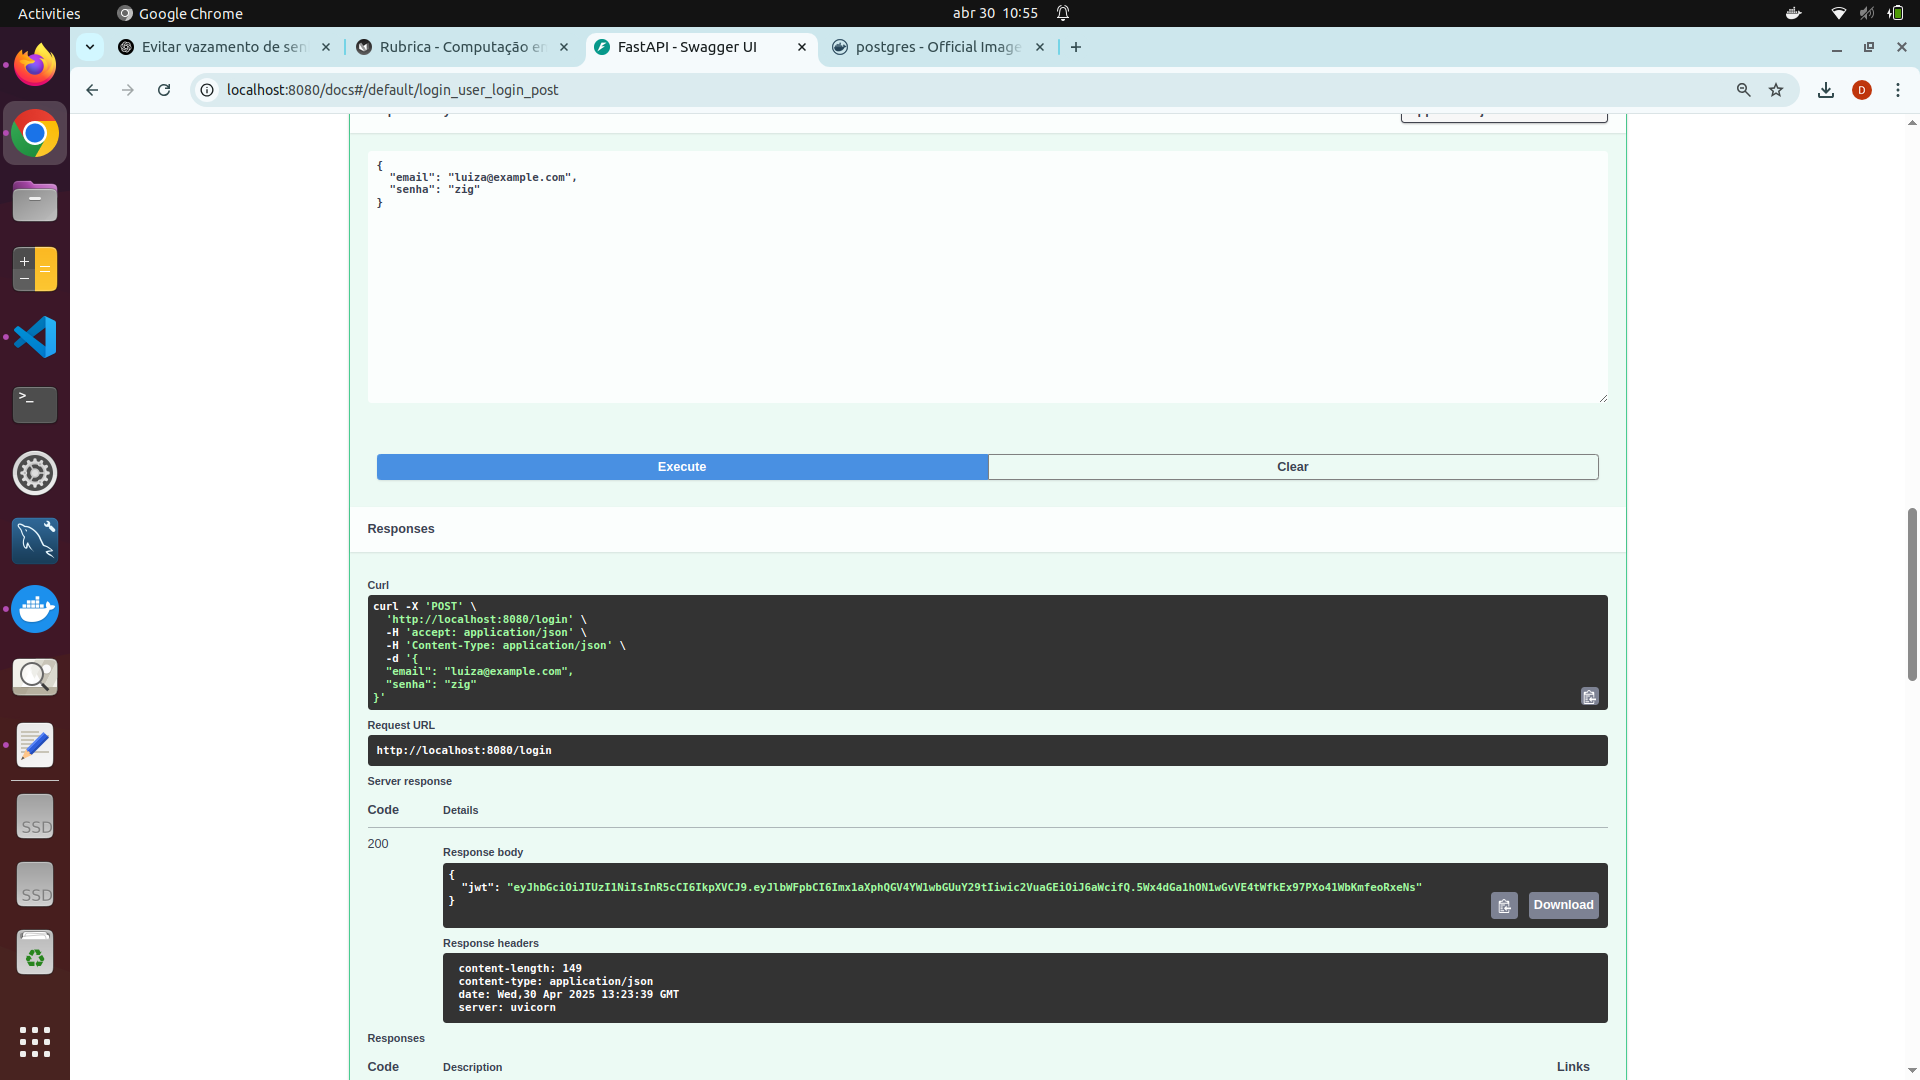 Activities
Google Chrome
abr 30 10:55
Evitar vazamento de sen
Rubrica - Computação en
FastAPI - Swagger UI
postgres - Official Image
localhost:8080/docs#/default/login_user_login_post
D
{
"email": "luiza@example.com",
"senha": "zig"
}
Execute
Clear
Responses
Curl
curl -X 'POST' \
'http://localhost:8080/login' \
-H 'accept: application/json' \
-H 'Content-Type: application/json' \
-d '{
"email": "luiza@example.com",
"senha": "zig"
}'
Request URL
http://localhost:8080/login
Server response
Code
Details
200
Response body
{
"jwt": "eyJhbGciOiJIUzI1NiIsInR5cCI6IkpXVCJ9.eyJlbWFpbCI6Imx1aXphQGV4YW1wbGUuY29tIiwic2VuaGEiOiJ6aWcifQ.5Wx4dGa1hON1wGvVE4tWfkEx97PXo41WbKmfeoRxeNs"
}
Download
Response headers
content-length: 149
content-type: application/json
date: Wed,30 Apr 2025 13:23:39 GMT
server: uvicorn
Responses
Code
Description
Links
SSD
SSD